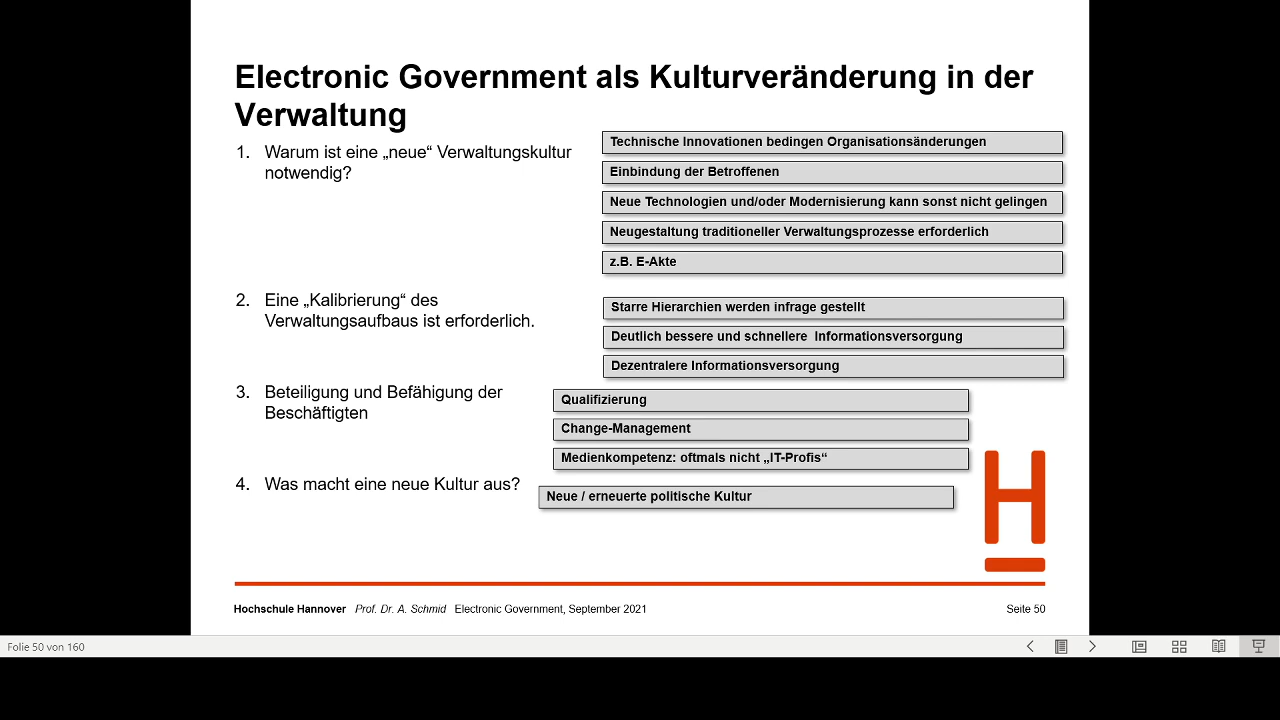 Electronic Government als Kulturveränderung in der
Verwaltung
1. Warum ist eine „neue“ Verwaltungskultur
notwendig?
Technische Innovationen bedingen Organisationsänderungen
Einbindung der Betroffenen
Neue Technologien und/oder Modernisierung kann sonst nicht gelingen
Neugestaltung traditioneller Verwaltungsprozesse erforderlich
z.B. E-Akte
2. Eine „Kalibrierung“ des
Verwaltungsaufbaus ist erforderlich.
Starre Hierarchien werden infrage gestellt
Deutlich bessere und schnellere  Informationsversorgung
Dezentralere Informationsversorgung
3. Beteiligung und Befähigung der
Beschäftigten
Qualifizierung
Change-Management
Medienkompetenz: oftmals nicht „IT-Profis“
4. Was macht eine neue Kultur aus?
Neue / erneuerte politische Kultur
H
Hochschule Hannover Prof. Dr. A. Schmid Electronic Government, September 2021 Seite 50
Folie 50 von 160